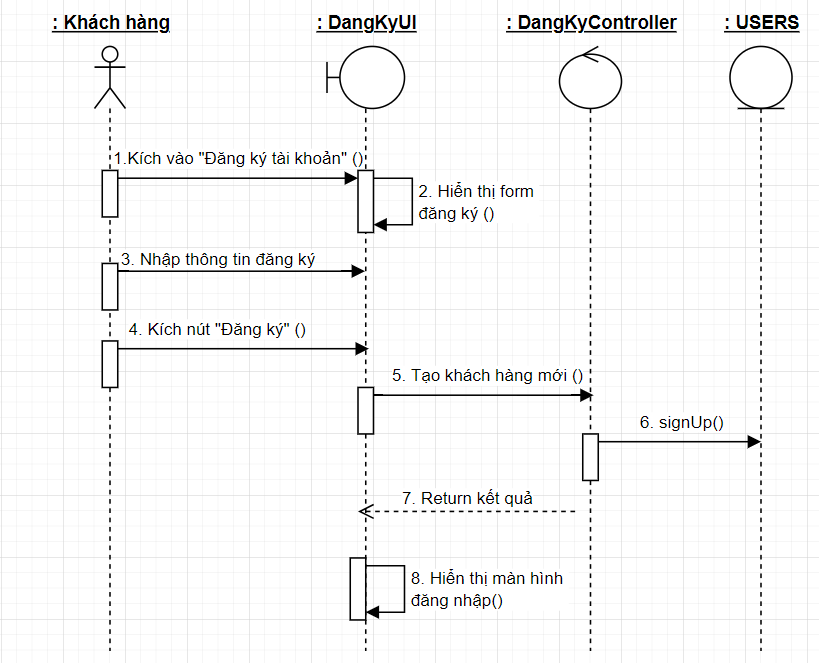 : Khách hàng
: DangKyUI
: DangKyController
: USERS
1.Kích vào "Đăng ký tài khoản" ()
2. Hiển thị form
đăng ký ()
3. Nhập thông tin đăng ký
4. Kích nút "Đăng ký" ()
5. Tạo khách hàng mới ()
6. signUp()
7. Return kết quả
8. Hiển thị màn hình
đăng nhập()